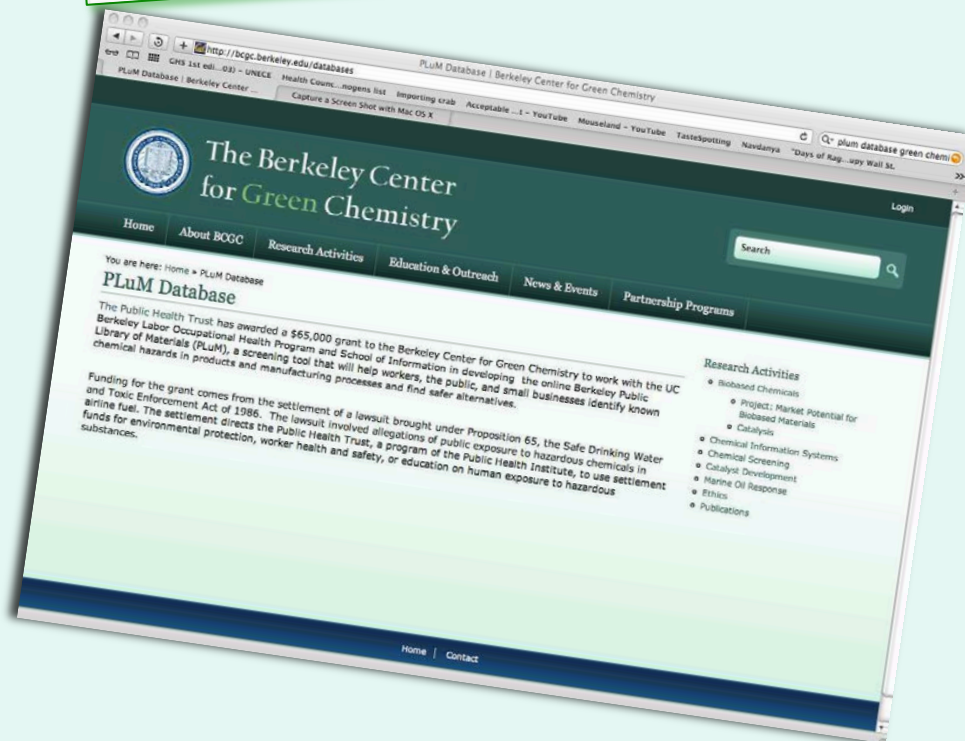 PLuM Database | Berkeley Center for Green Chemistry
http://bcgc.berkeley.edu/databases
Q- plum database green chemi
GHS 1st edi...03) – UNECE Health Counc...nogens list Importing crab Acceptable ...t – YouTube Mouseland – YouTube TasteSpotting Navdanya "Days of Rag...upy Wall St.
PLuM Database | Berkeley Center ... Capture a Screen Shot with Mac OS X
Login
The Berkeley Center
for Green Chemistry
Search
Home About BCGC Research Activities Education & Outreach News & Events Partnership Programs
You are here: Home » PLuM Database
PLuM Database
The Public Health Trust has awarded a $65,000 grant to the Berkeley Center for Green Chemistry to work with the UC
Berkeley Labor Occupational Health Program and School of Information in developing the online Berkeley Public
Library of Materials (PLuM), a screening tool that will help workers, the public, and small businesses identify known
chemical hazards in products and manufacturing processes and find safer alternatives.
Funding for the grant comes from the settlement of a lawsuit brought under Proposition 65, the Safe Drinking Water
and Toxic Enforcement Act of 1986. The lawsuit involved allegations of public exposure to hazardous chemicals in
airline fuel. The settlement directs the Public Health Trust, a program of the Public Health Institute, to use settlement
funds for environmental protection, worker health and safety, or education on human exposure to hazardous
substances.
Research Activities
Biobased Chemicals
Project: Market Potential for
Biobased Materials
Catalysis
Chemical Information Systems
Chemical Screening
Catalyst Development
Marine Oil Response
Ethics
Publications
Home | Contact